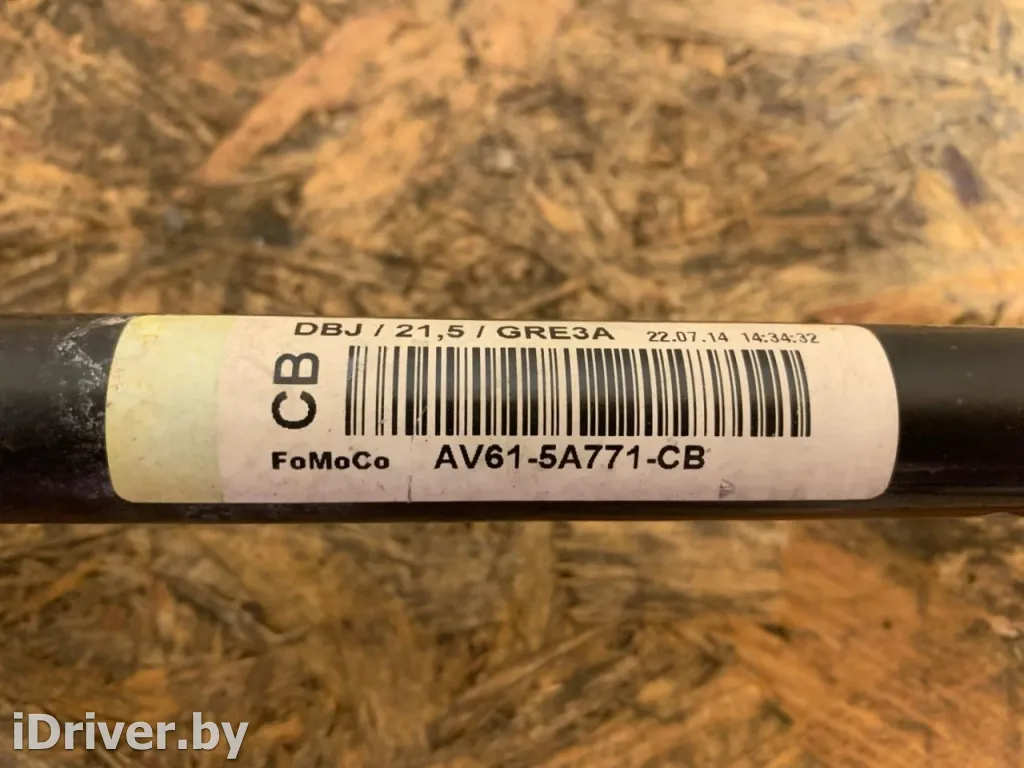 DBJ / 21,5 / GRE3A 22.07.14 14:34:32
CB
FoMoCo AV61-5A771-CB
iDriver.by